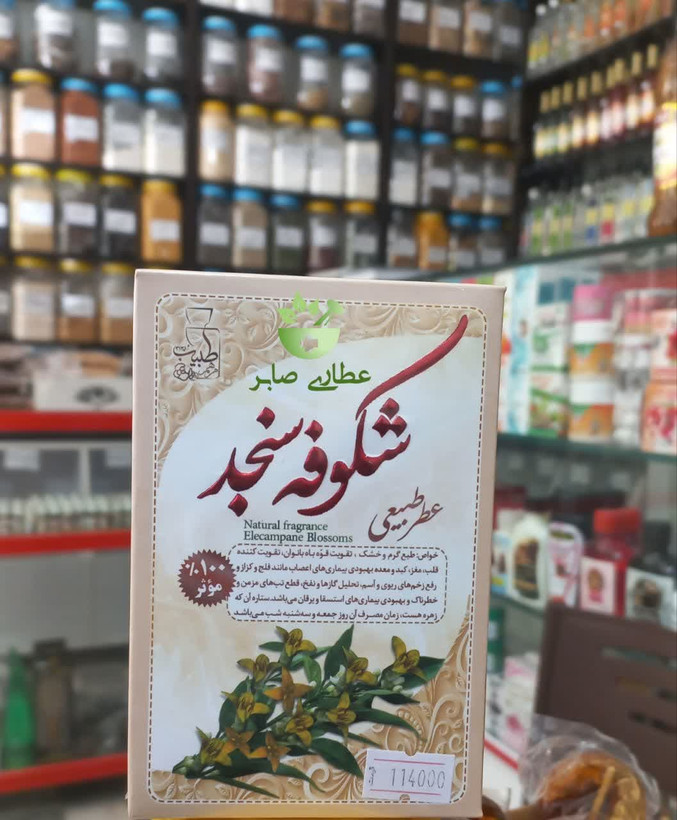 طبیب
عطاری صابر
شکوفه سنجد
عطر طبیعی
Natural fragrance
Elecampane Blossoms
%۱۰۰
مؤثر
خواص: طبع گرم و خشک ، تقویت قوّه باه بانوان، تقویت کننده
قلب، مغز، کبد و معده بهبودی بیماری‌های اعصاب مانند فلج و کزاز و
رفع زخم‌های ریوی و آسم، تحلیل گازها و نفخ، قطع تب‌های مزمن و
خطرناک و بهبودی بیماری‌های استسقا و یرقان می‌باشد. ستاره آن که
زهره هست، زمان مصرف آن روز جمعه و سه‌شنبه شب می‌باشد.
114000